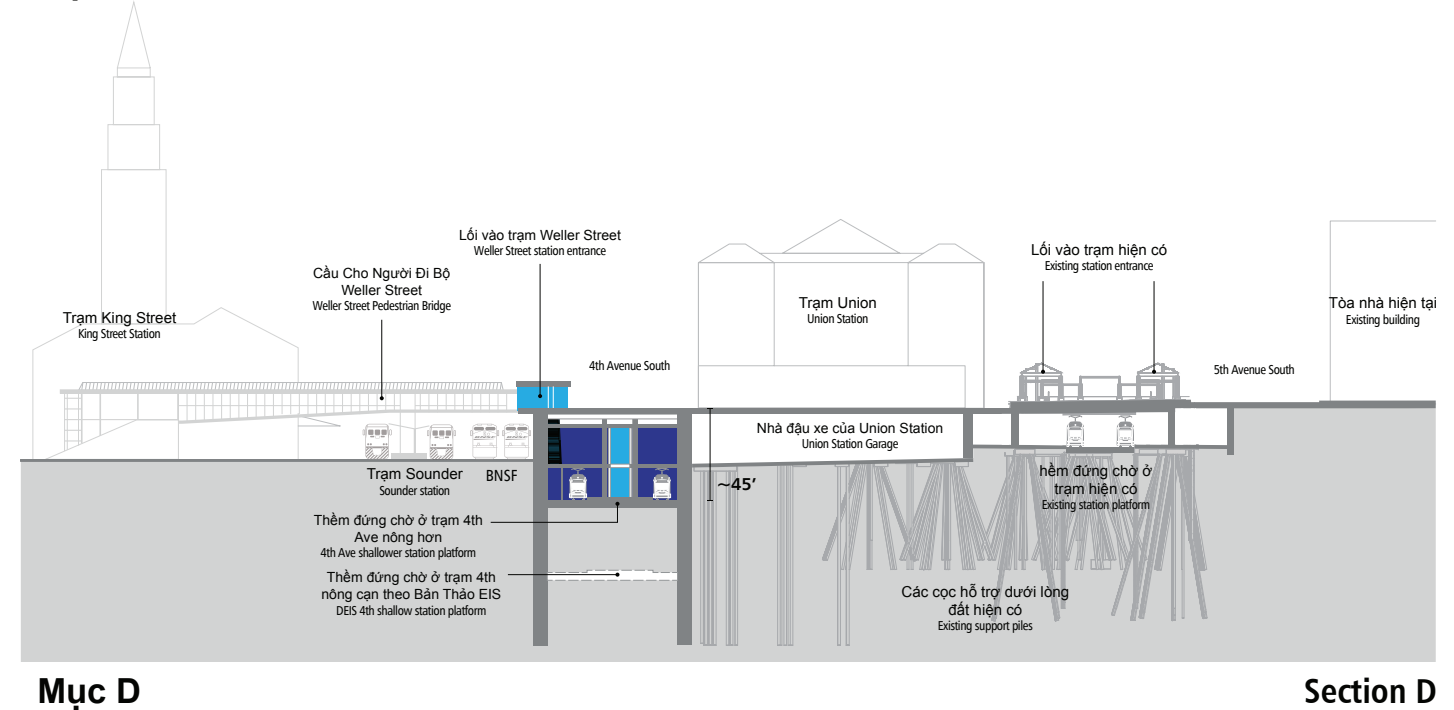 Lối vào trạm Weller Street
Weller Street station entrance
Cầu Cho Người Đi Bộ
Weller Street
Weller Street Pedestrian Bridge
Trạm King Street
King Street Station
4th Avenue South
Trạm Union
Union Station
Lối vào trạm hiện có
Existing station entrance
5th Avenue South
Tòa nhà hiện tại
Existing building
Nhà đậu xe của Union Station
Union Station Garage
Trạm Sounder
Sounder station
BNSF
~45’
hềm đứng chờ ở
trạm hiện có
Existing station platform
Thềm đứng chờ ở trạm 4th
Ave nông hơn
4th Ave shallower station platform
Thềm đứng chờ ở trạm 4th
nông cạn theo Bản Thảo EIS
DEIS 4th shallow station platform
Các cọc hỗ trợ dưới lòng
đất hiện có
Existing support piles
Mục D
Section D